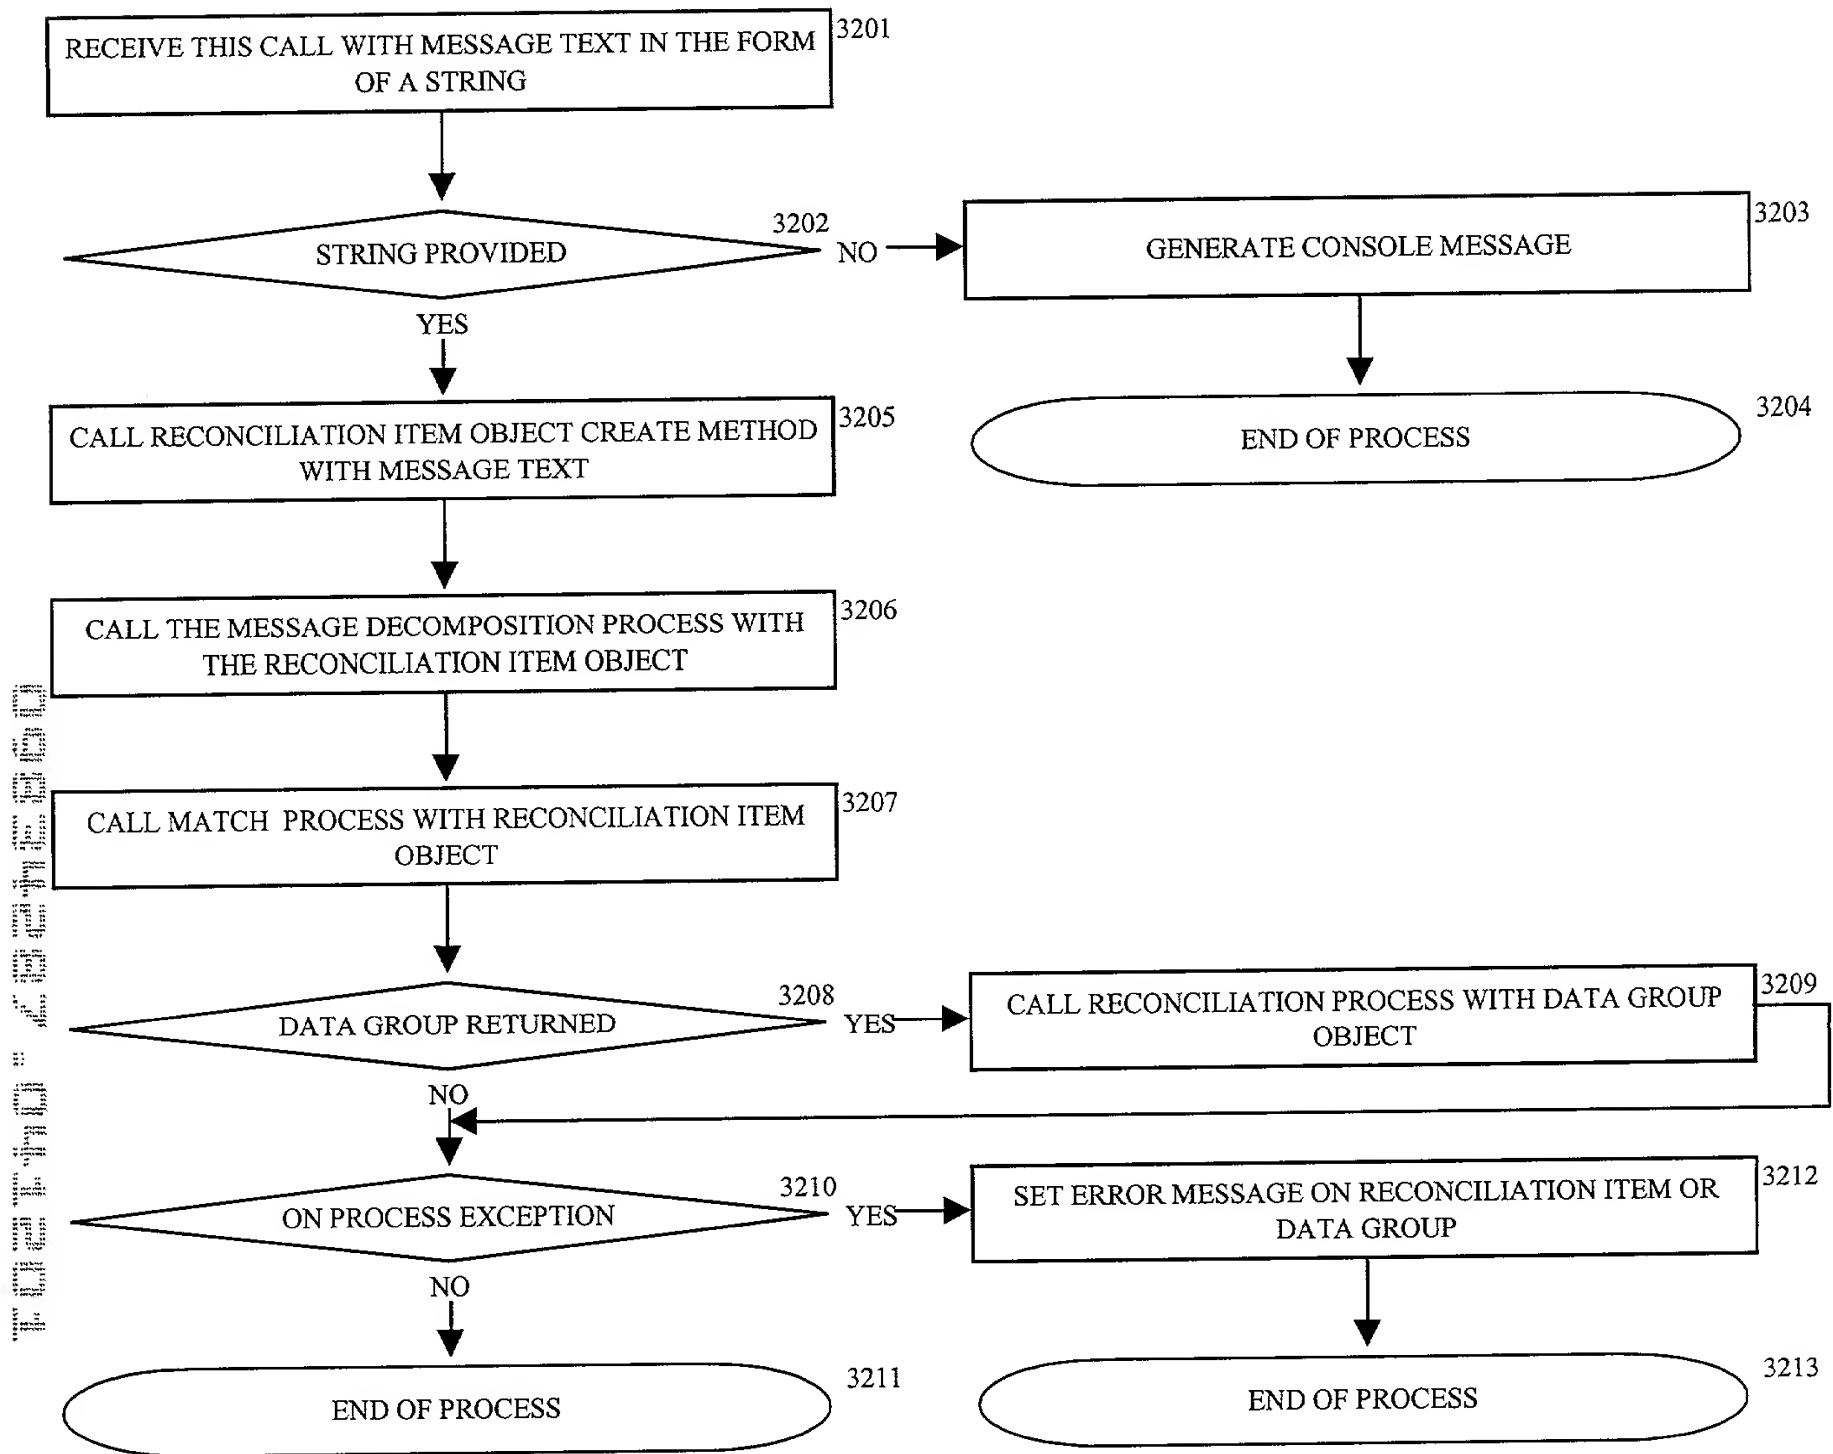 RECEIVE THIS CALL WITH MESSAGE TEXT IN THE FORM
OF A STRING
3201
STRING PROVIDED
3202
NO
GENERATE CONSOLE MESSAGE
3203
YES
END OF PROCESS
3204
CALL RECONCILIATION ITEM OBJECT CREATE METHOD
WITH MESSAGE TEXT
3205
CALL THE MESSAGE DECOMPOSITION PROCESS WITH
THE RECONCILIATION ITEM OBJECT
3206
CALL MATCH PROCESS WITH RECONCILIATION ITEM
OBJECT
3207
DATA GROUP RETURNED
3208
YES
CALL RECONCILIATION PROCESS WITH DATA GROUP
OBJECT
3209
NO
ON PROCESS EXCEPTION
3210
YES
SET ERROR MESSAGE ON RECONCILIATION ITEM OR
DATA GROUP
3212
NO
END OF PROCESS
3211
END OF PROCESS
3213